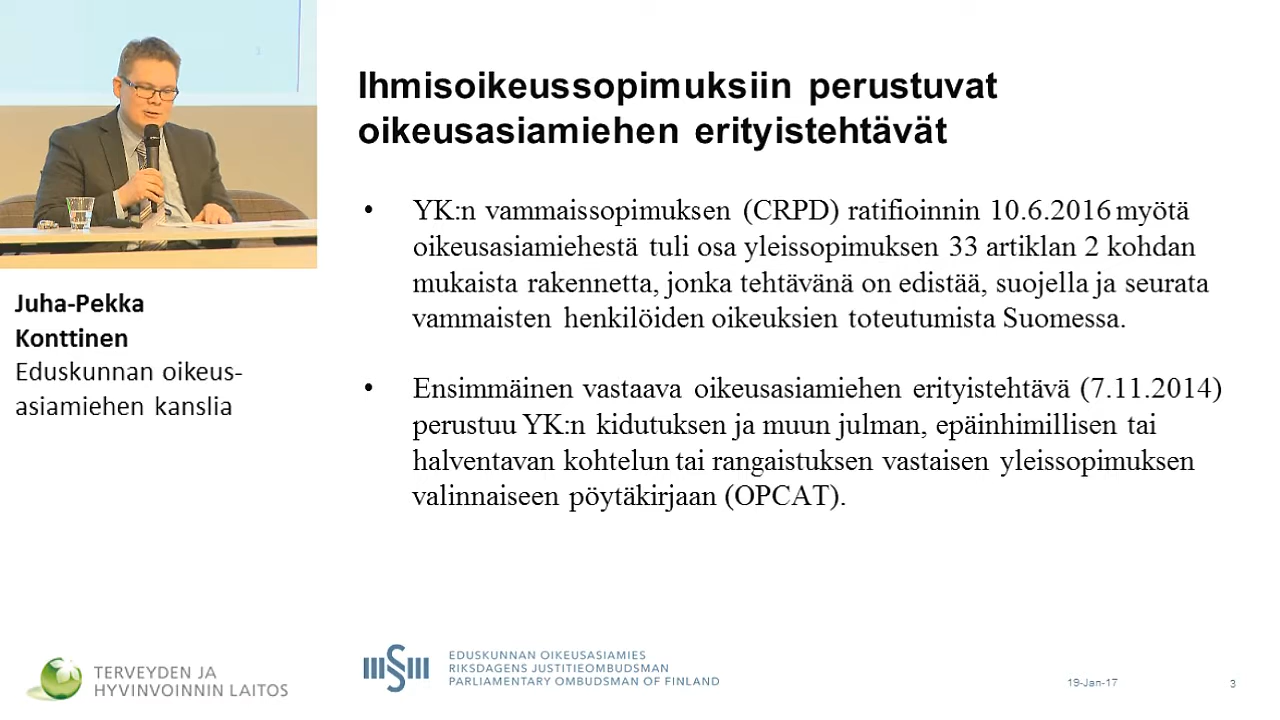 Ihmisoikeussopimuksiin perustuvat
oikeusasiamiehen erityistehtävät
• YK:n vammaissopimuksen (CRPD) ratifioinnin 10.6.2016 myötä
oikeusasiamiehestä tuli osa yleissopimuksen 33 artiklan 2 kohdan
mukaista rakennetta, jonka tehtävänä on edistää, suojella ja seurata
vammaisten henkilöiden oikeuksien toteutumista Suomessa.
• Ensimmäinen vastaava oikeusasiamiehen erityistehtävä (7.11.2014)
perustuu YK:n kidutuksen ja muun julman, epäinhimillisen tai
halventavan kohtelun tai rangaistuksen vastaisen yleissopimuksen
valinnaiseen pöytäkirjaan (OPCAT).
Juha-Pekka
Konttinen
Eduskunnan oikeus-
asiamiehen kanslia
TERVEYDEN JA
HYVINVOINNIN LAITOS
EDUSKUNNAN OIKEUSASIAMIES
RIKSDAGENS JUSTITIEOMBUDSMAN
PARLIAMENTARY OMBUDSMAN OF FINLAND
19-Jan-17
3